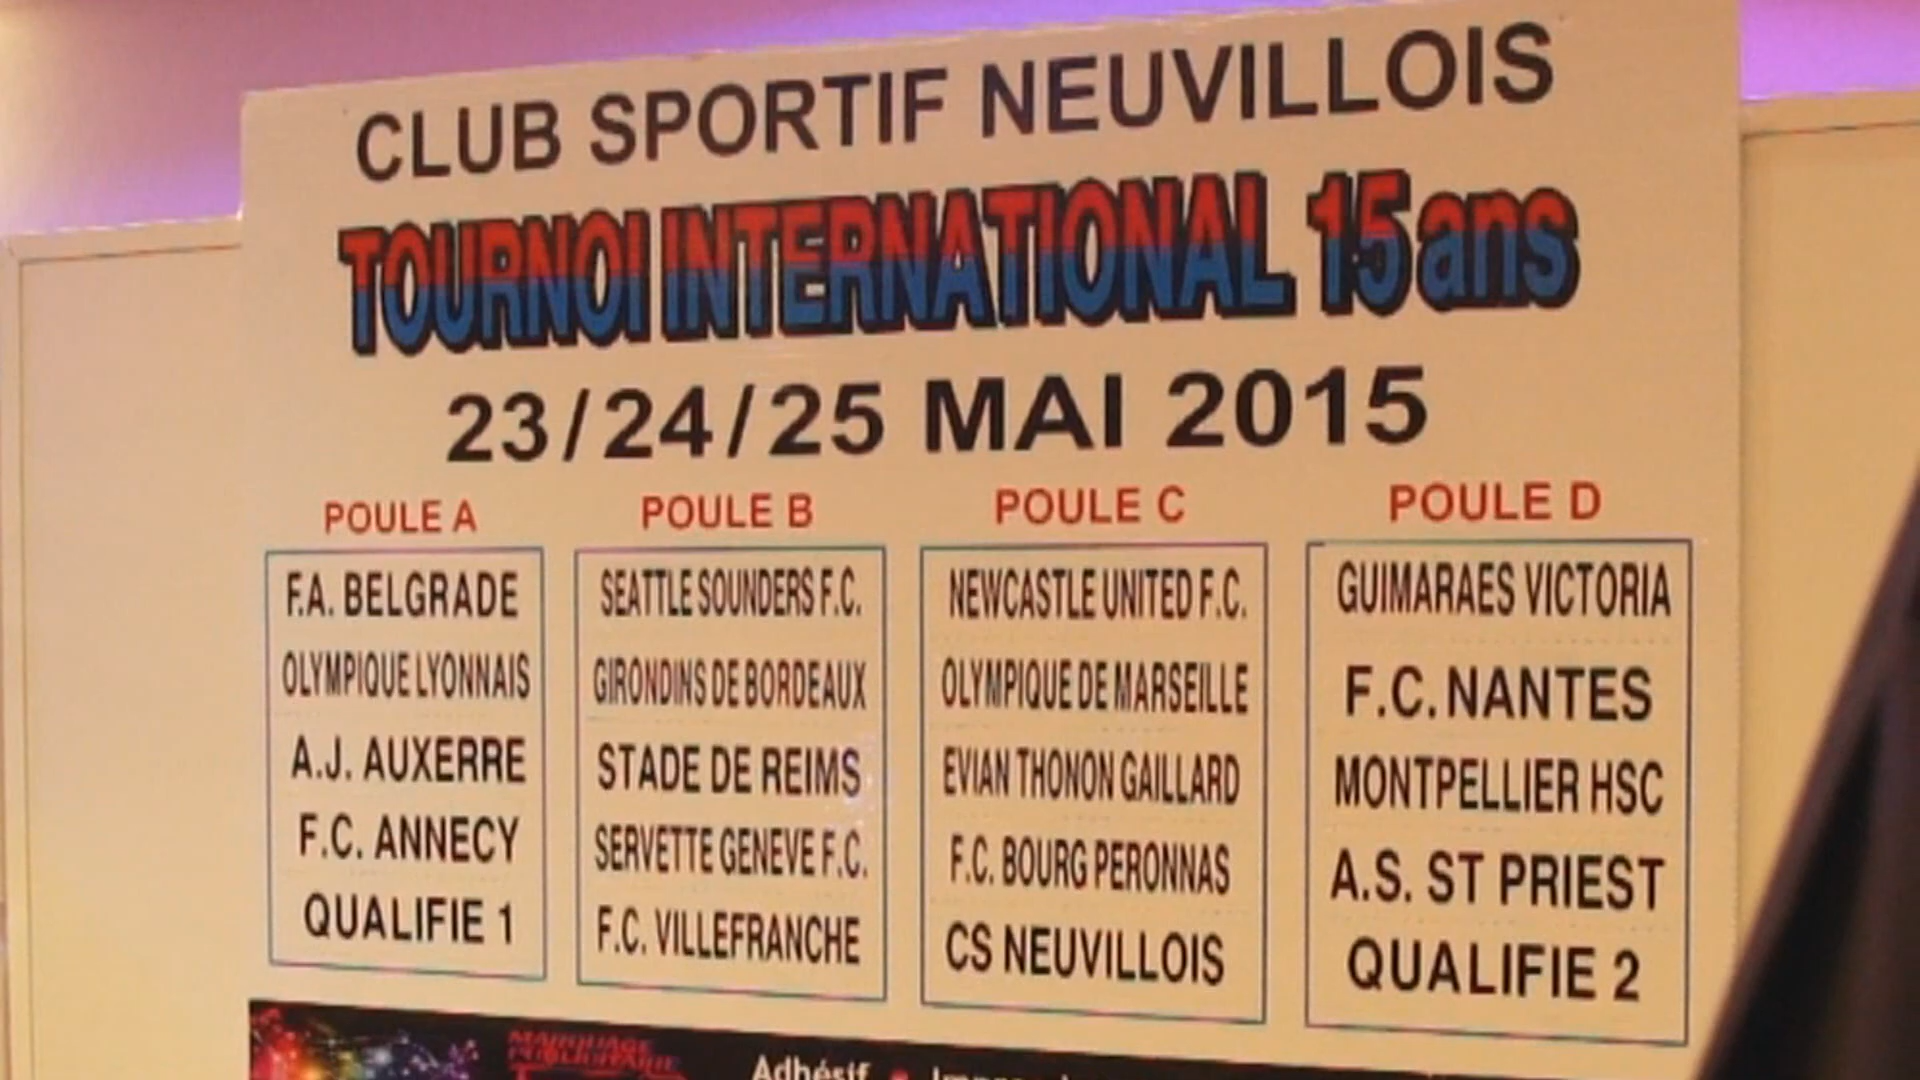 CLUB SPORTIF NEUVILLOIS
TOURNOI INTERNATIONAL 15 ans
23/24/25 MAI 2015
POULE A
F.A. BELGRADE
OLYMPIQUE LYONNAIS
A.J. AUXERRE
F.C. ANNECY
QUALIFIE 1
POULE B
SEATTLE SOUNDERS F.C.
GIRONDINS DE BORDEAUX
STADE DE REIMS
SERVETTE GENEVE F.C.
F.C. VILLEFRANCHE
POULE C
NEWCASTLE UNITED F.C.
OLYMPIQUE DE MARSEILLE
EVIAN THONON GAILLARD
F.C. BOURG PERONNAS
CS NEUVILLOIS
POULE D
GUIMARAES VICTORIA
F.C. NANTES
MONTPELLIER HSC
A.S. ST PRIEST
QUALIFIE 2
MARQUAGE
PUBLICITAIRE
Adhésif